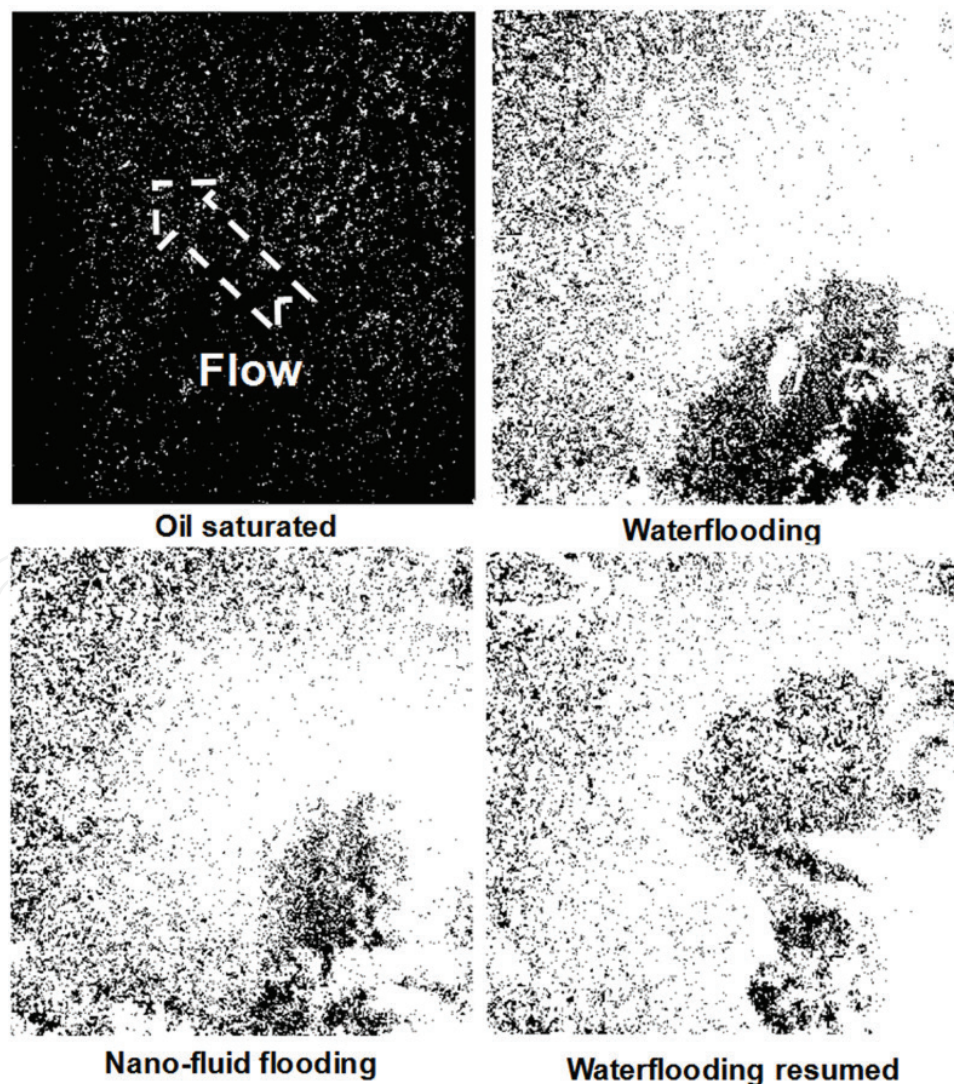 Flow
Oil saturated
Waterflooding
Nano-fluid flooding
Waterflooding resumed